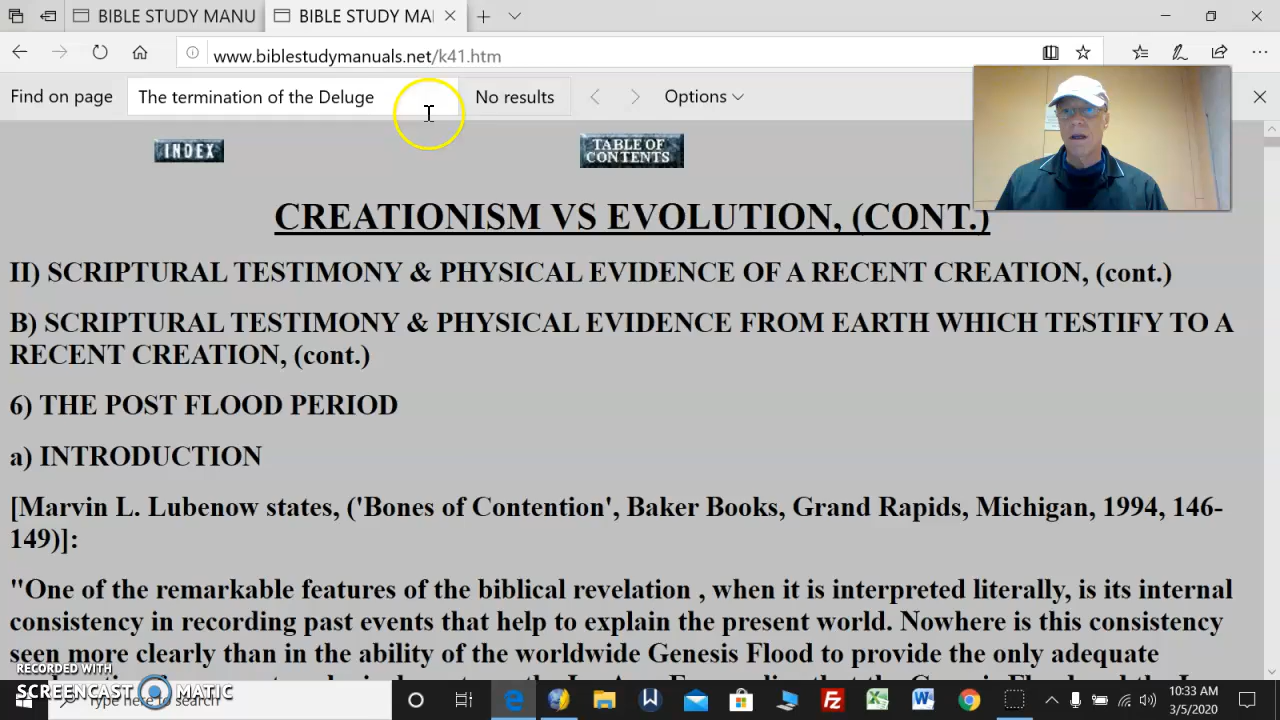 BIBLE STUDY MANU
BIBLE STUDY MAI
www.biblestudymanuals.net/k41.htm
Find on page
The termination of the Deluge
No results
Options
INDEX
TABLE OF
CONTENTS
CREATIONISM VS EVOLUTION, (CONT.)
II) SCRIPTURAL TESTIMONY & PHYSICAL EVIDENCE OF A RECENT CREATION, (cont.)
B) SCRIPTURAL TESTIMONY & PHYSICAL EVIDENCE FROM EARTH WHICH TESTIFY TO A
RECENT CREATION, (cont.)
6) THE POST FLOOD PERIOD
a) INTRODUCTION
[Marvin L. Lubenow states, ('Bones of Contention', Baker Books, Grand Rapids, Michigan, 1994, 146-
149)]:
"One of the remarkable features of the biblical revelation , when it is interpreted literally, is its internal
consistency in recording past events that help to explain the present world. Nowhere is this consistency
seen more clearly than in the ability of the worldwide Genesis Flood to provide the only adequate
RECORDED WITH
SCREENCAST MATIC
Type here to search
10:33 AM
3/5/2020